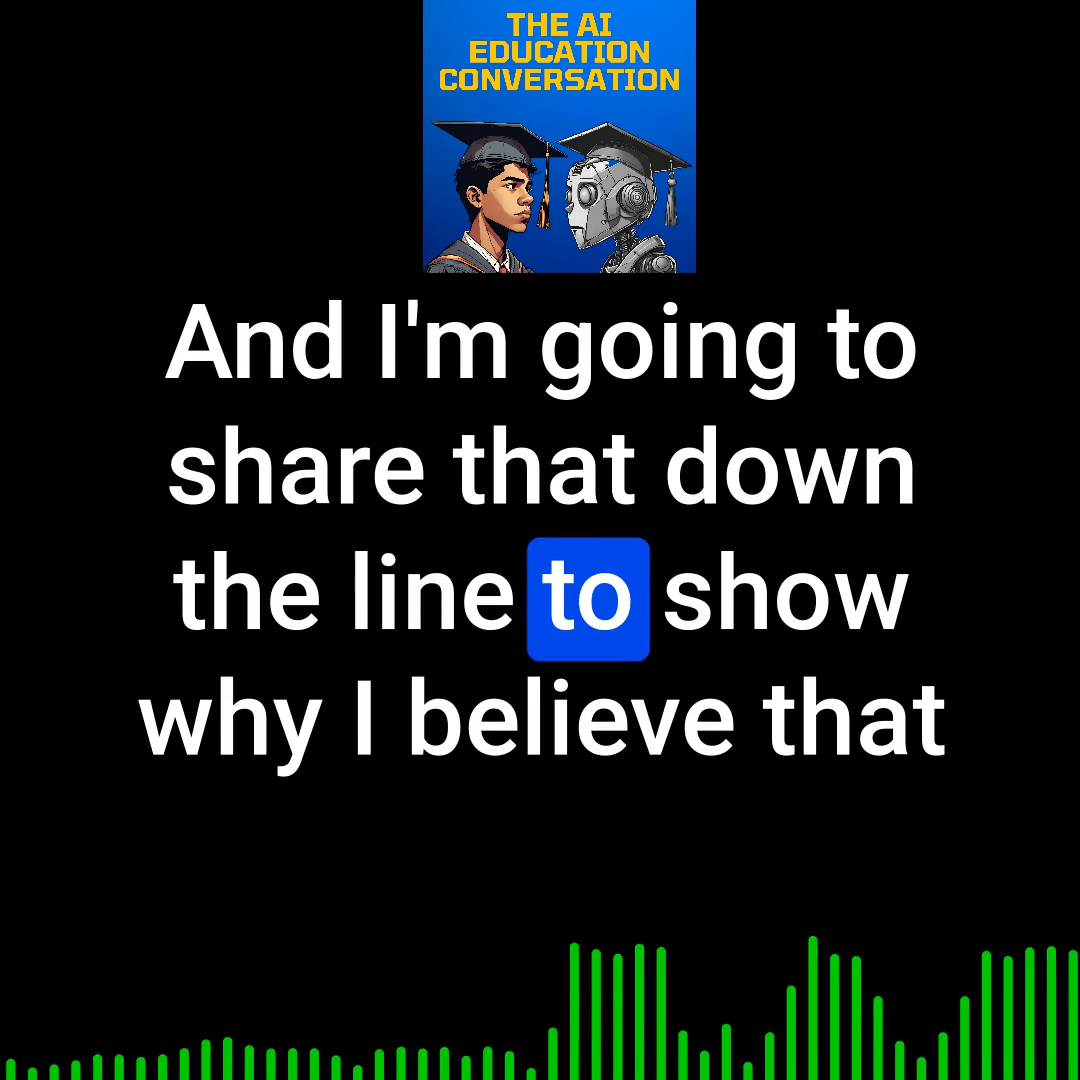 THE AI
EDUCATION
CONVERSATION
And I'm going to
share that down
the line to show
why I believe that